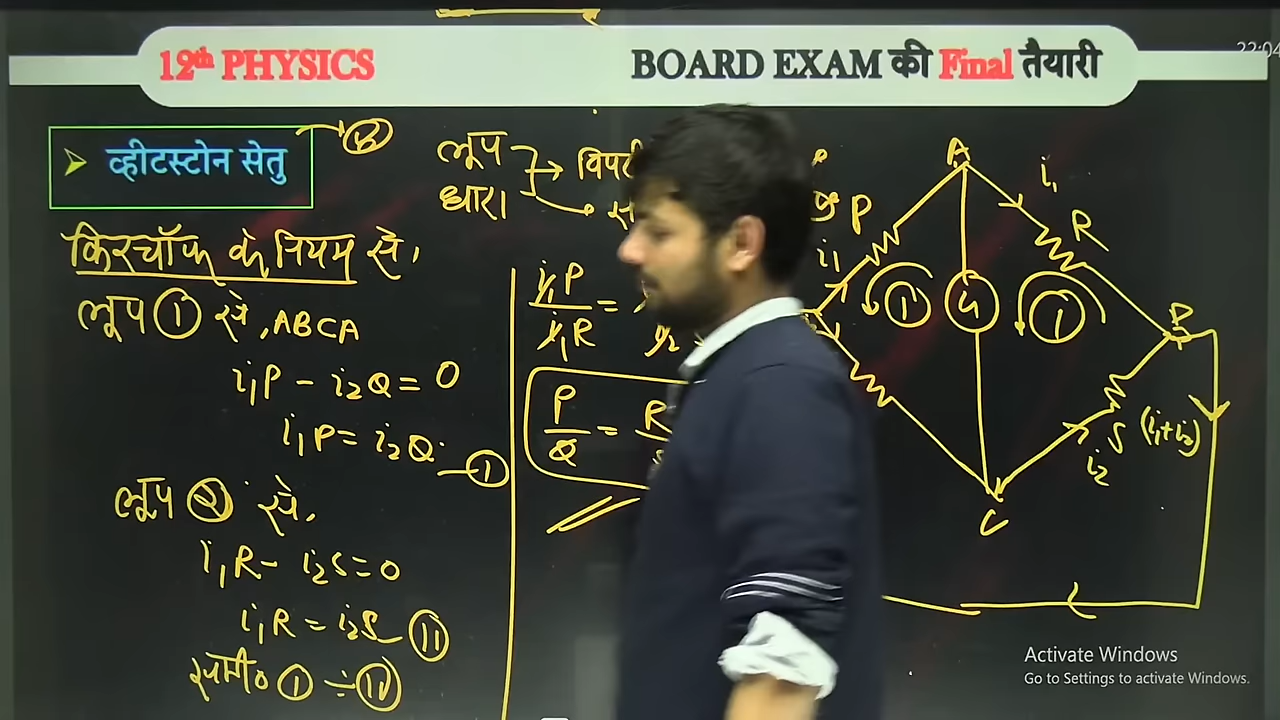 12th PHYSICS
BOARD EXAM की Final तैयारी
22:04
➤ व्हीटस्टोन सेतु
किरचॉफ के नियम से,
लूप ① से, ABCA
i₁P - i₂Q = 0
i₁P = i₂Q —①
लूप ② से,
i₁R - i₂S = 0
i₁R = i₂S —⑪
समी० ① ÷ ⑪
लूप
धारा
i₁P
i₁R
=
P/Q = R
A
i₁
P
R
i₁
1
G
1
D
S
(i₁+i₂)
i₂
C
Activate Windows
Go to Settings to activate Windows.